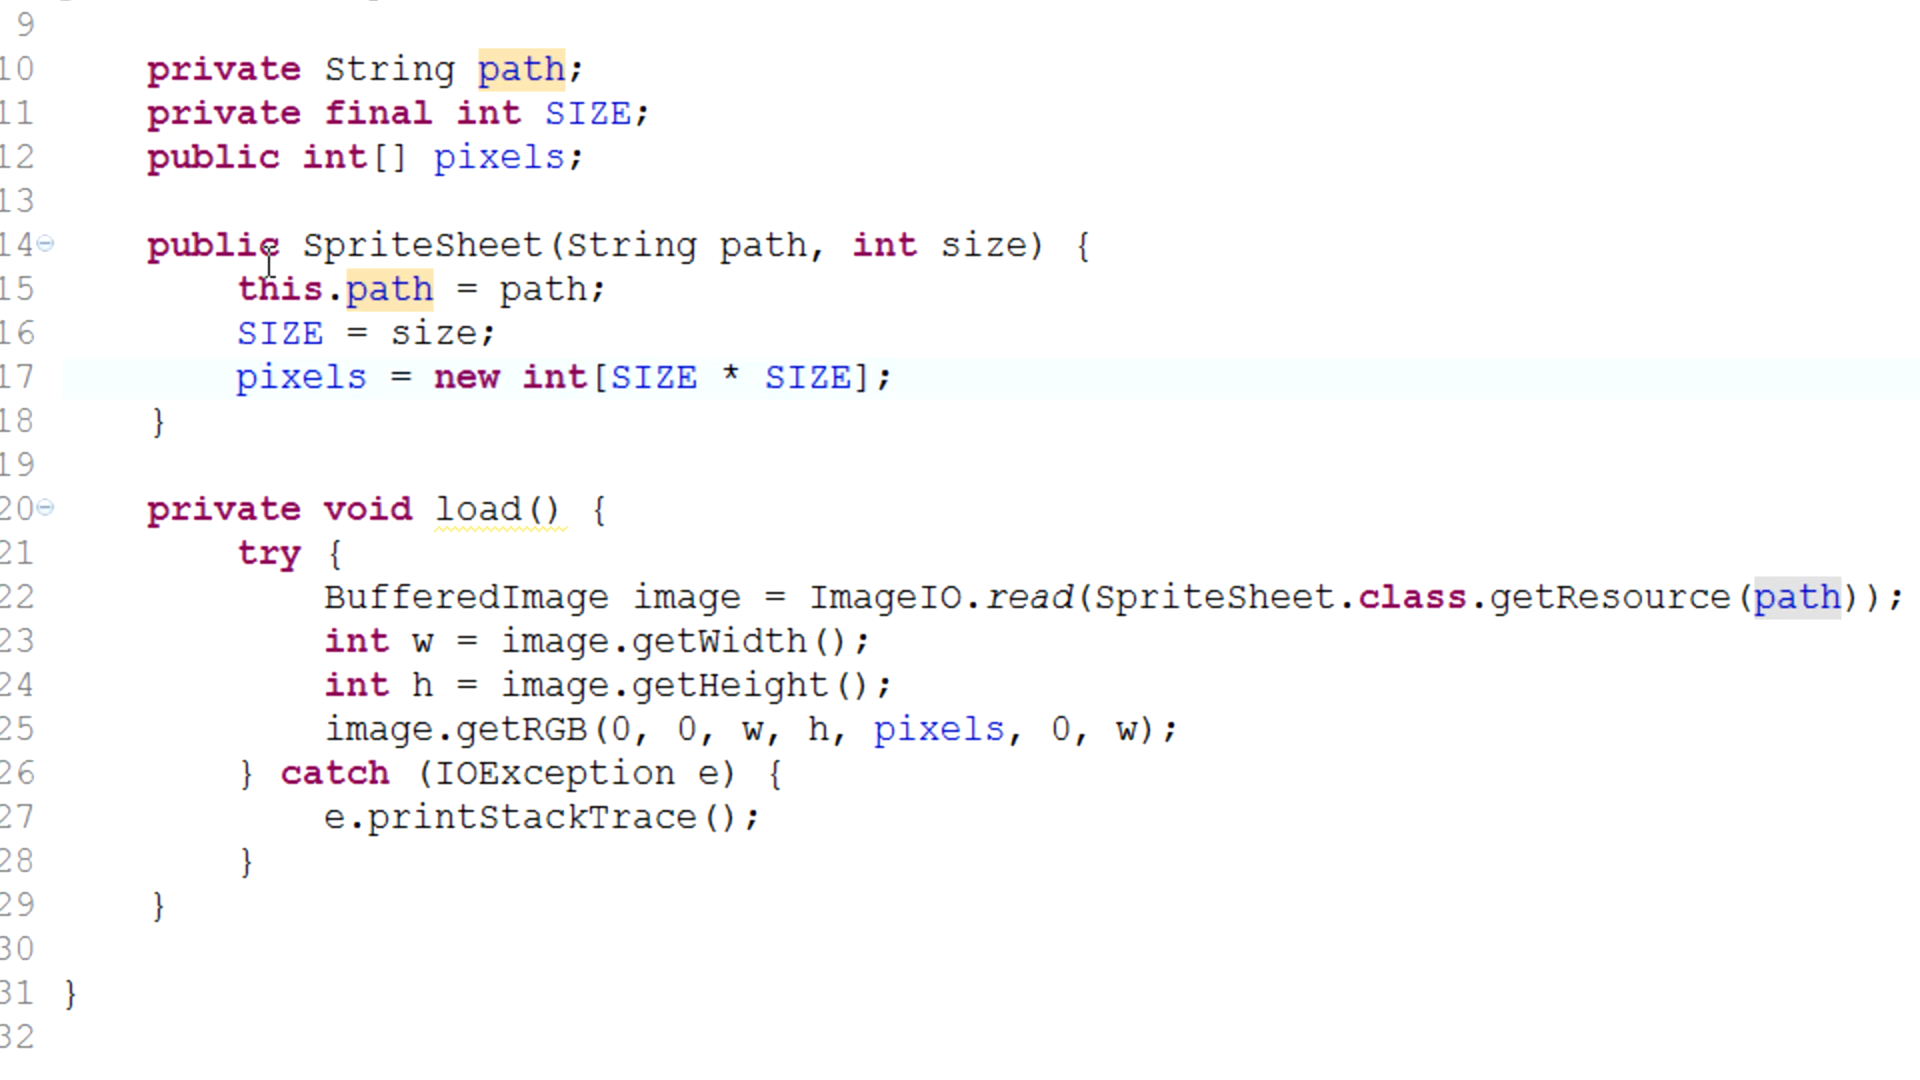 9
10 private String path;
11 private final int SIZE;
12 public int[] pixels;
13
14 public SpriteSheet(String path, int size) {
15 this.path = path;
16 SIZE = size;
17 pixels = new int[SIZE * SIZE];
18 }
19
20 private void load() {
21 try {
22 BufferedImage image = ImageIO.read(SpriteSheet.class.getResource(path));
23 int w = image.getWidth();
24 int h = image.getHeight();
25 image.getRGB(0, 0, w, h, pixels, 0, w);
26 } catch (IOException e) {
27 e.printStackTrace();
28 }
29 }
30
31 }
32